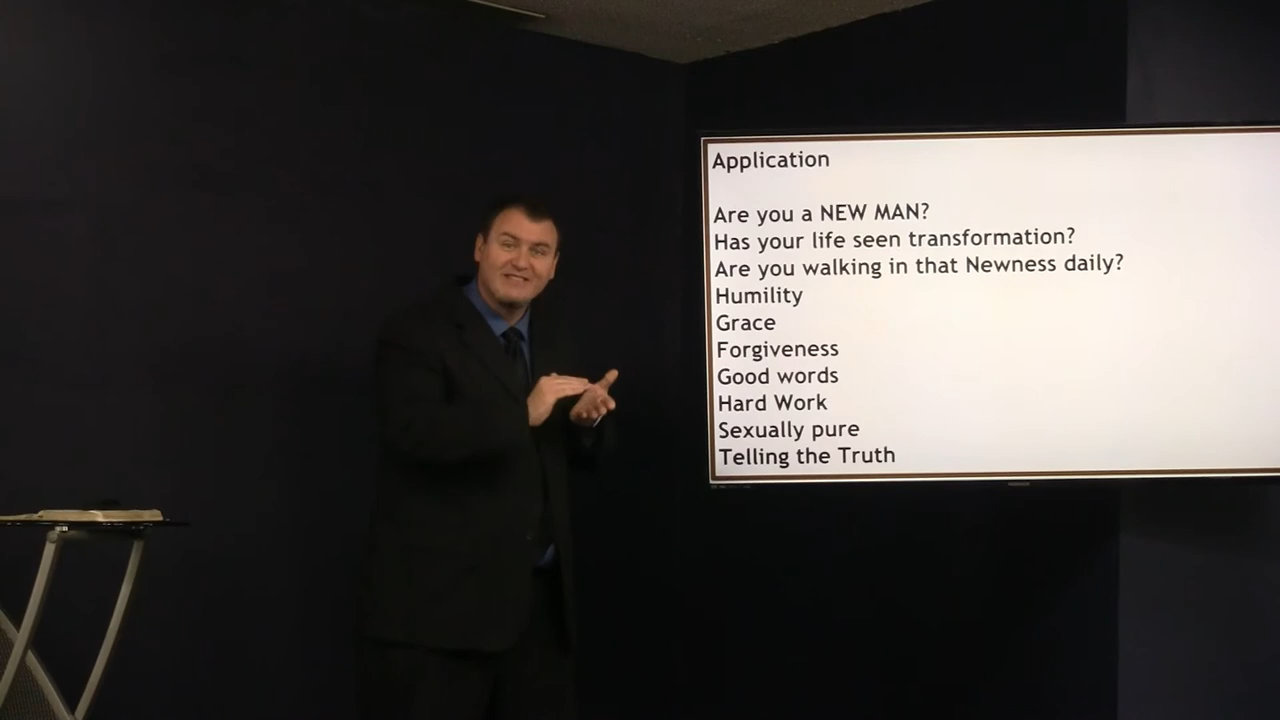 Application
Are you a NEW MAN?
Has your life seen transformation?
Are you walking in that Newness daily?
Humility
Grace
Forgiveness
Good words
Hard Work
Sexually pure
Telling the Truth